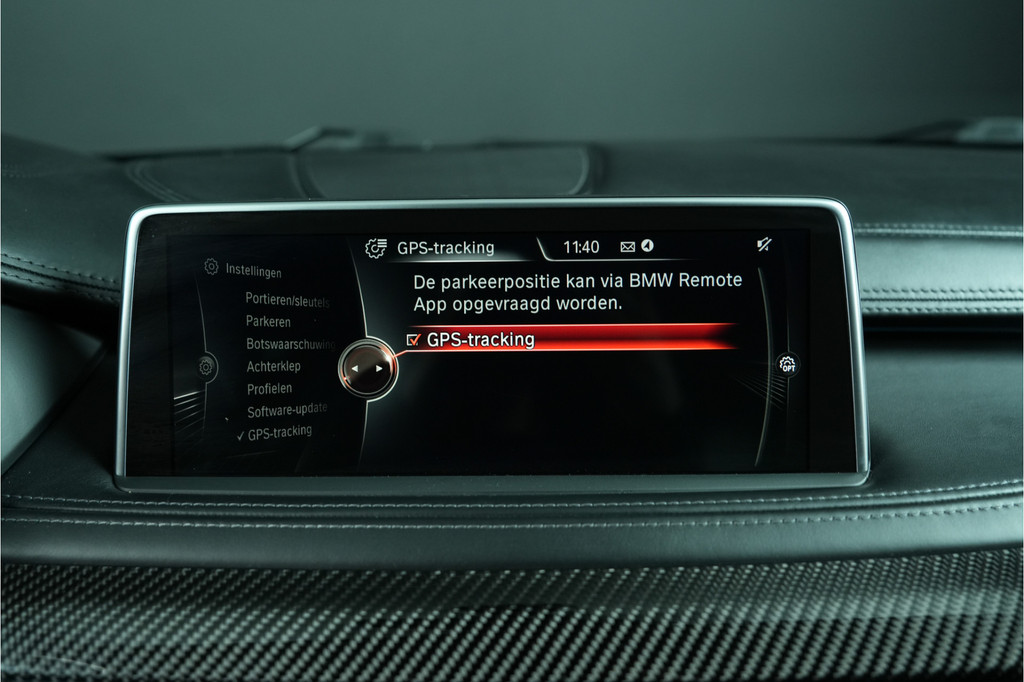 GPS-tracking
11:40
Instellingen
Portieren/sleutels
Parkeren
Botswaarschuwing
Achterklep
Profielen
Software-update
GPS-tracking
De parkeerpositie kan via BMW Remote
App opgevraagd worden.
GPS-tracking
OPT